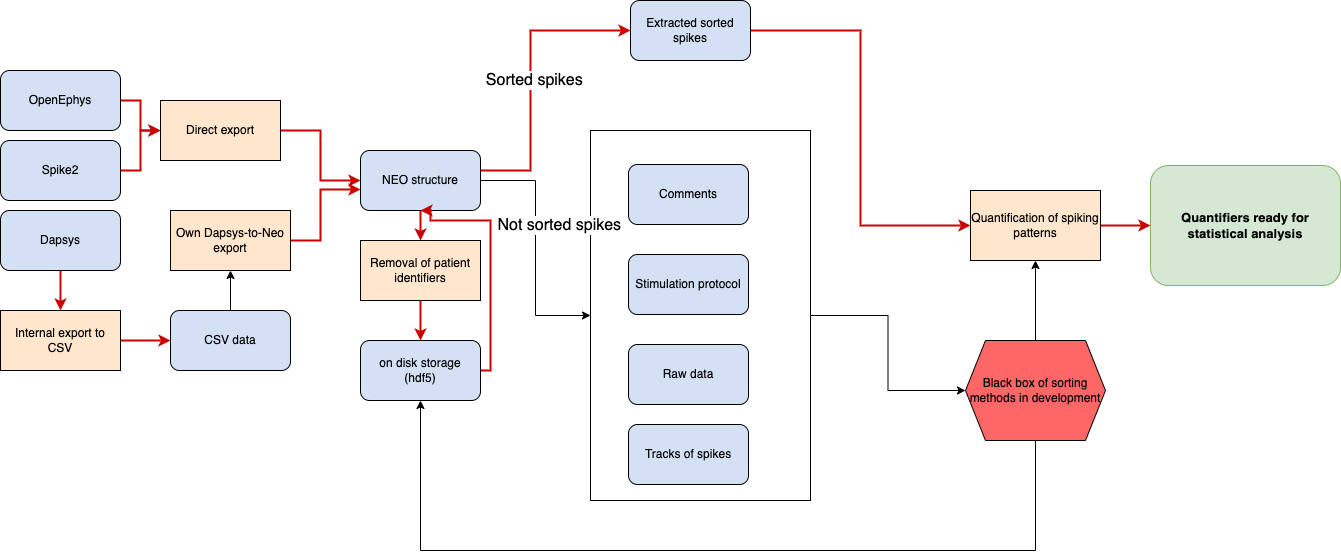 Extracted sorted
spikes
Sorted spikes
OpenEphys
Direct export
Spike2
NEO structure
Comments
Dapsys
Own Dapsys-to-Neo
export
Not sorted spikes
Quantification of spiking
patterns
Quantifiers ready for
statistical analysis
Removal of patient
identifiers
Stimulation protocol
Internal export to
CSV
CSV data
on disk storage
(hdf5)
Raw data
Black box of sorting
methods in development
Tracks of spikes